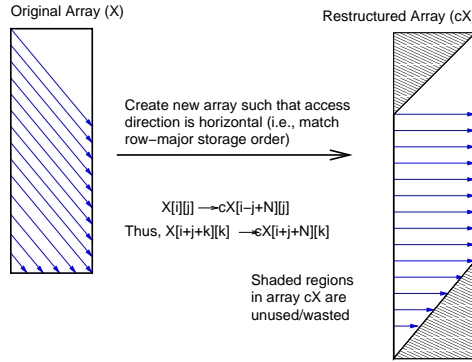 Original Array (X)
Restructured Array (cX
Create new array such that access
direction is horizontal (i.e., match
row−major storage order)
X[i][j] → cX[i−j+N][j]
Thus, X[i+j+k][k] → cX[i+j+N][k]
Shaded regions
in array cX are
unused/wasted